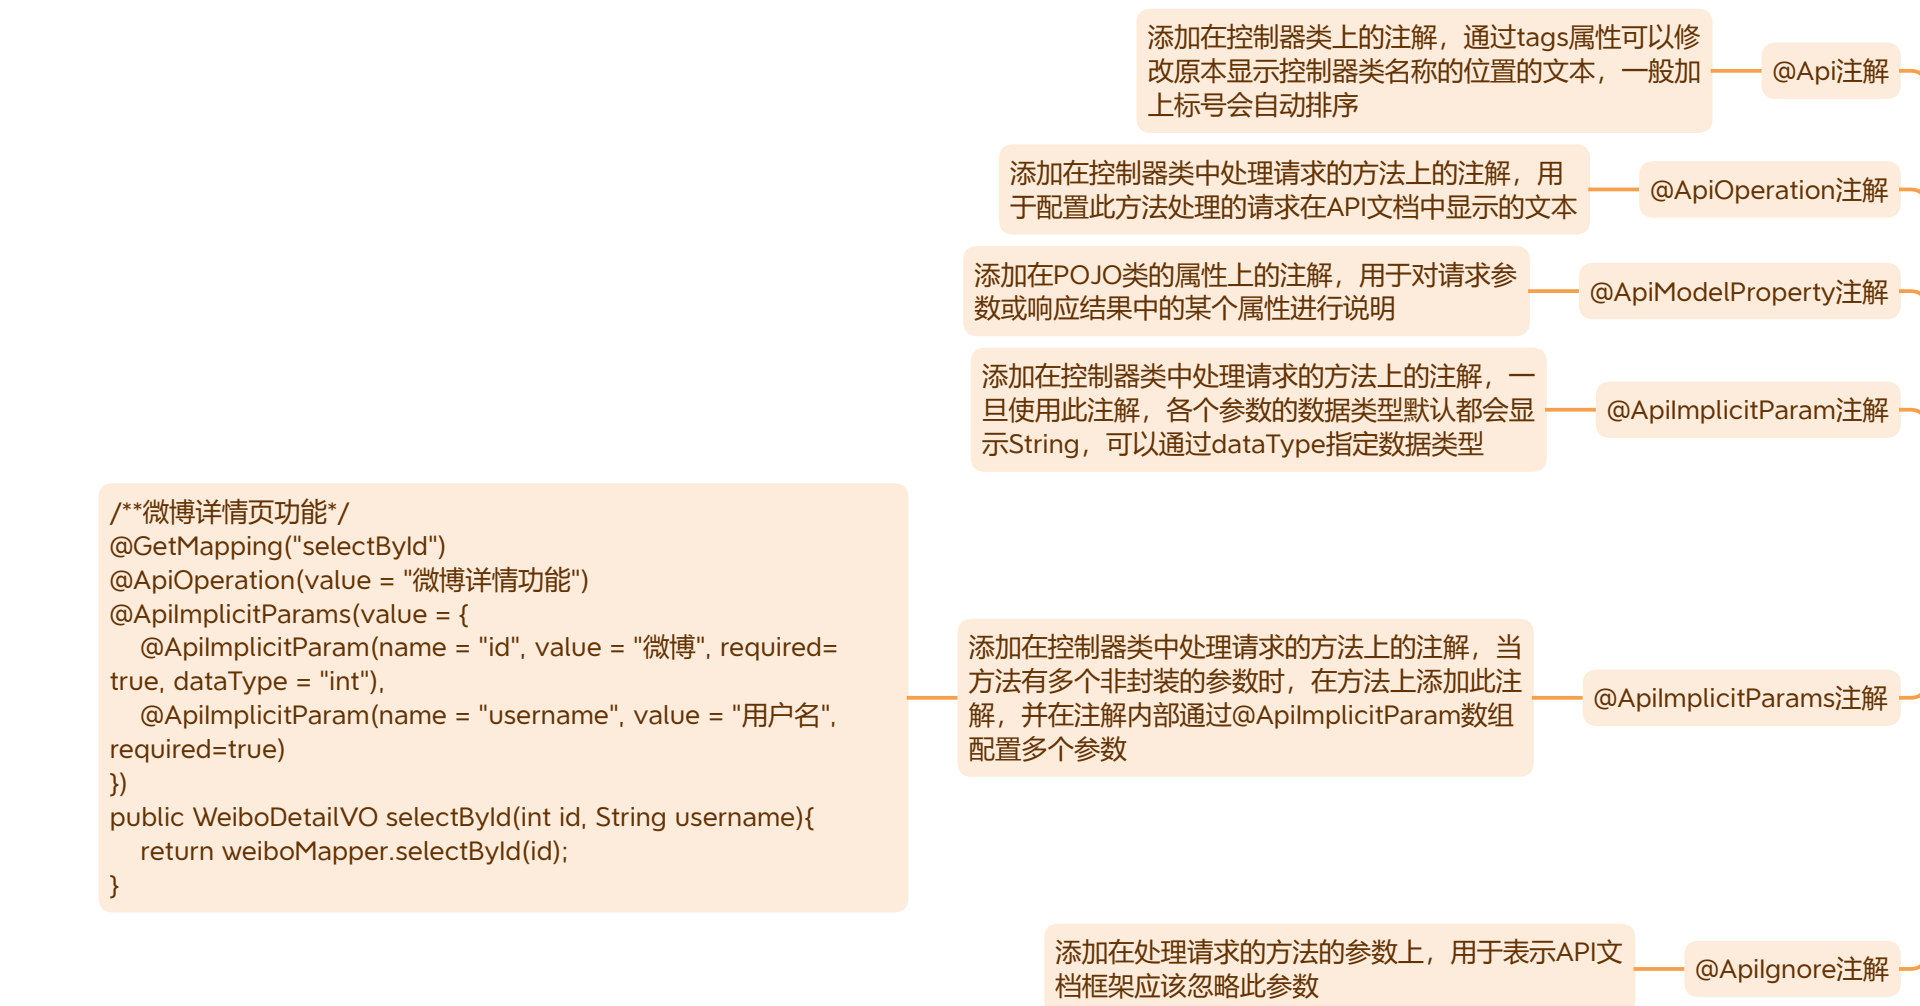 添加在控制器类上的注解，通过tags属性可以修
改原本显示控制器类名称的位置的文本，一般加
上标号会自动排序
@Api注解
添加在控制器类中处理请求的方法上的注解，用
于配置此方法处理的请求在API文档中显示的文本
@ApiOperation注解
添加在POJO类的属性上的注解，用于对请求参
数或响应结果中的某个属性进行说明
@ApiModelProperty注解
添加在控制器类中处理请求的方法上的注解，一
旦使用此注解，各个参数的数据类型默认都会显
示String，可以通过dataType指定数据类型
@ApiImplicitParam注解
/**微博详情页功能*/
@GetMapping("selectById")
@ApiOperation(value = "微博详情功能")
@ApiImplicitParams(value = {
    @ApiImplicitParam(name = "id", value = "微博", required=
true, dataType = "int"),
    @ApiImplicitParam(name = "username", value = "用户名",
required=true)
})
public WeiboDetailVO selectById(int id, String username){
    return weiboMapper.selectById(id);
}
添加在控制器类中处理请求的方法上的注解，当
方法有多个非封装的参数时，在方法上添加此注
解，并在注解内部通过@ApiImplicitParam数组
配置多个参数
@ApiImplicitParams注解
添加在处理请求的方法的参数上，用于表示API文
档框架应该忽略此参数
@ApiIgnore注解